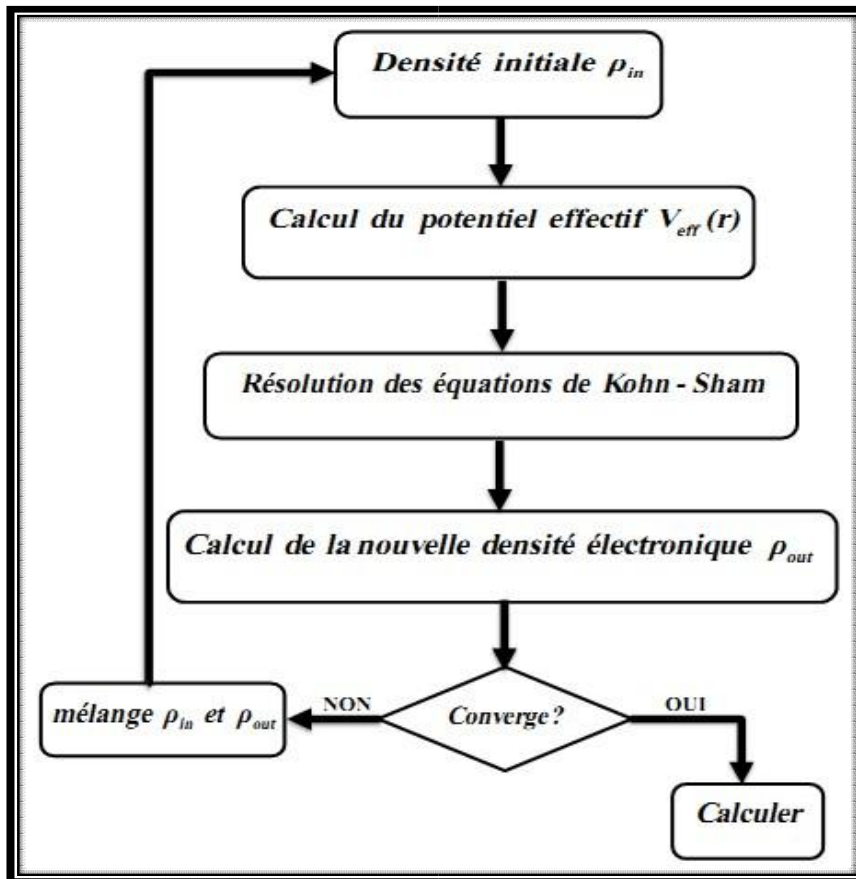 Densité initiale ρin
Calcul du potentiel effectif Veff (r)
Résolution des équations de Kohn - Sham
Calcul de la nouvelle densité électronique ρout
mélange ρin et ρout
NON
Converge?
OUI
Calculer